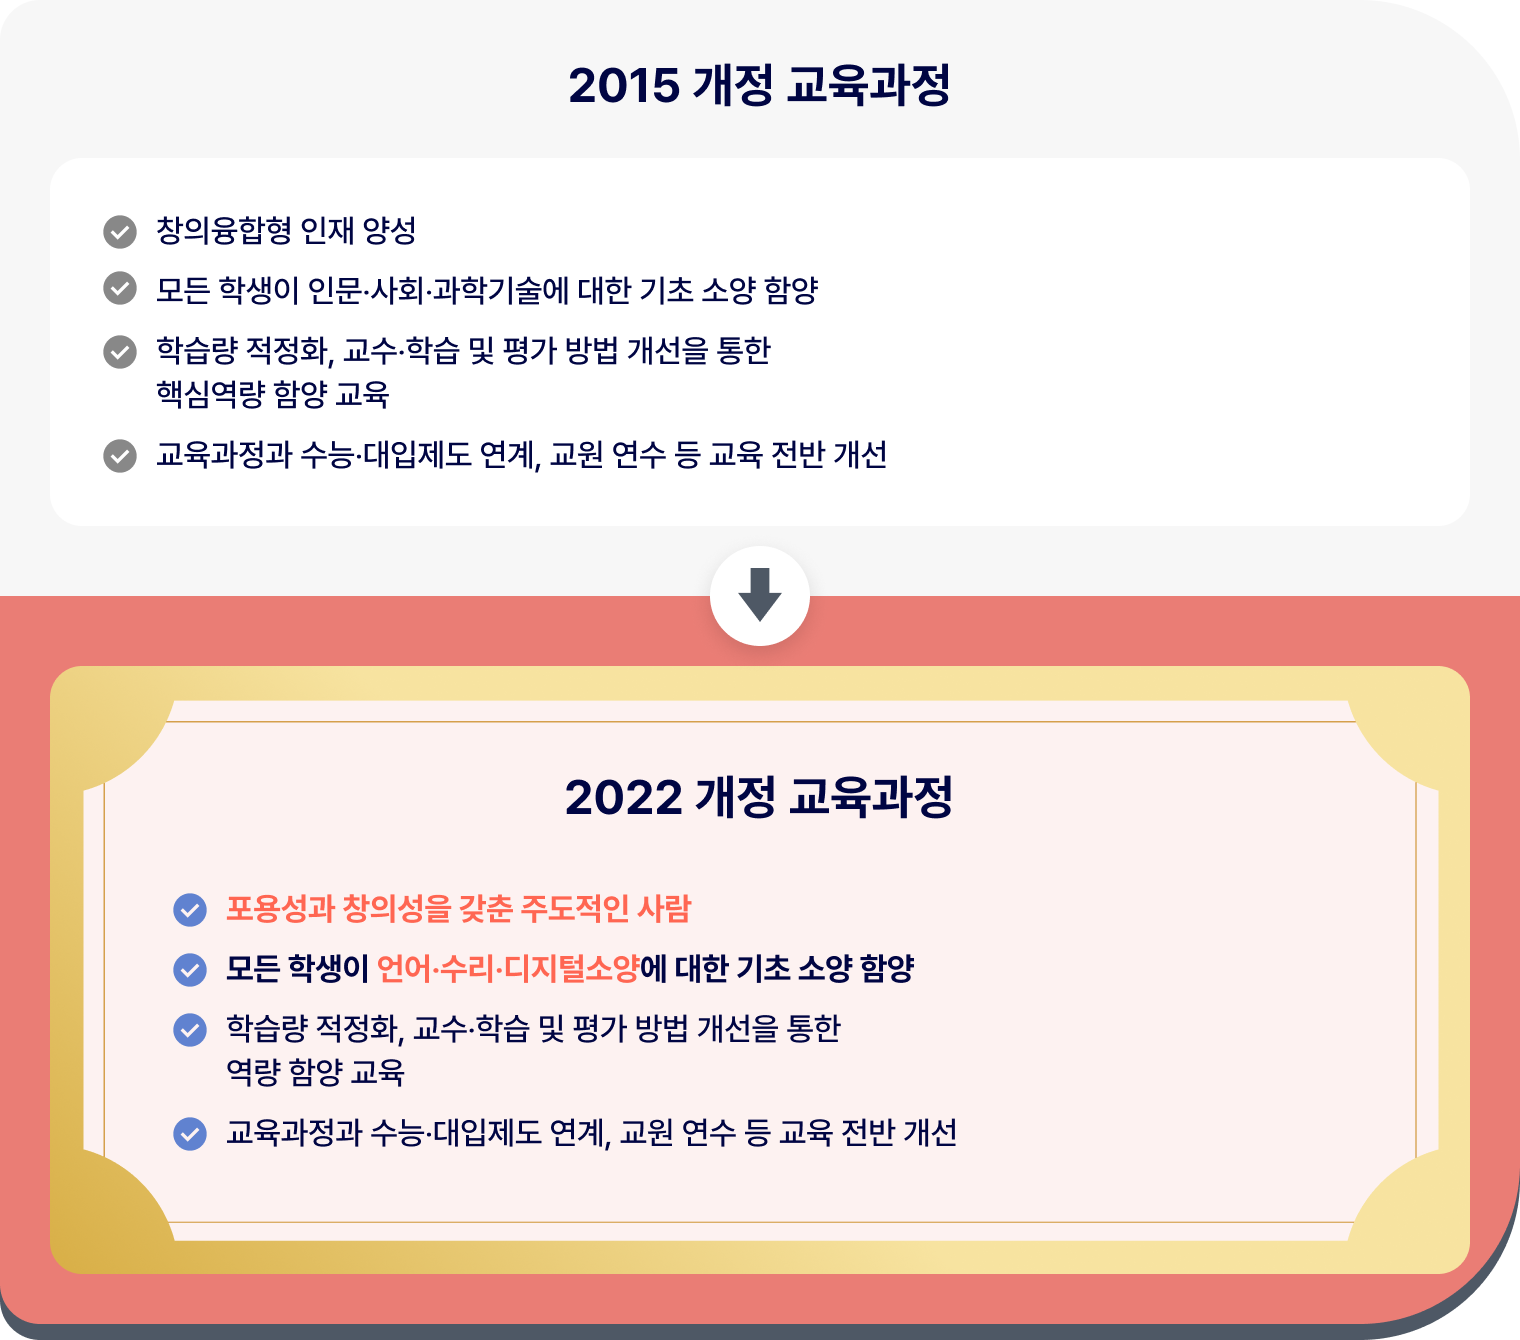 2015 개정 교육과정
창의융합형 인재 양성
모든 학생이 인문·사회·과학기술에 대한 기초 소양 함양
학습량 적정화, 교수·학습 및 평가 방법 개선을 통한
핵심역량 함양 교육
교육과정과 수능·대입제도 연계, 교원 연수 등 교육 전반 개선
2022 개정 교육과정
포용성과 창의성을 갖춘 주도적인 사람
모든 학생이 언어·수리·디지털소양에 대한 기초 소양 함양
학습량 적정화, 교수·학습 및 평가 방법 개선을 통한
역량 함양 교육
교육과정과 수능·대입제도 연계, 교원 연수 등 교육 전반 개선